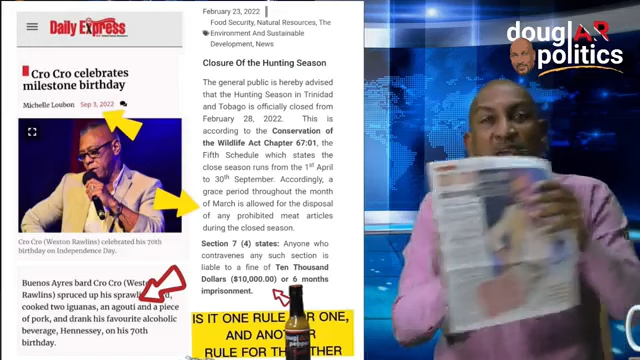 Daily Express
Cro Cro celebrates
milestone birthday
Michelle Loubon Sep 3, 2022
Cro Cro (Weston Rawlins) celebrated his 70th
birthday on Independence Day.
Buenos Ayres bard Cro Cro (Weston
Rawlins) spruced up his sprawling
cooked two iguanas, an agouti and a piece
of pork, and drank his favourite alcoholic
beverage, Hennessey, on his 70th
birthday.
February 23, 2022
Food Security, Natural Resources, The
Environment And Sustainable
Development, News
Closure Of the Hunting Season
The general public is hereby advised
that the Hunting Season in Trinidad
and Tobago is officially closed from
February 28, 2022. This is
according to the Conservation of
the Wildlife Act Chapter 67:01, the
Fifth Schedule which states the
close season runs from the 1st April
to 30th September. Accordingly, a
grace period throughout the month
of March is allowed for the disposal
of any prohibited meat articles
during the closed season.
Section 7 (4) states: Anyone who
contravenes any such section is
liable to a fine of Ten Thousand
Dollars ($10,000.00) or 6 months
imprisonment.
IS IT ONE RULE FOR ONE,
AND ANOTHER
RULE FOR THE OTHER
douglAR
politics